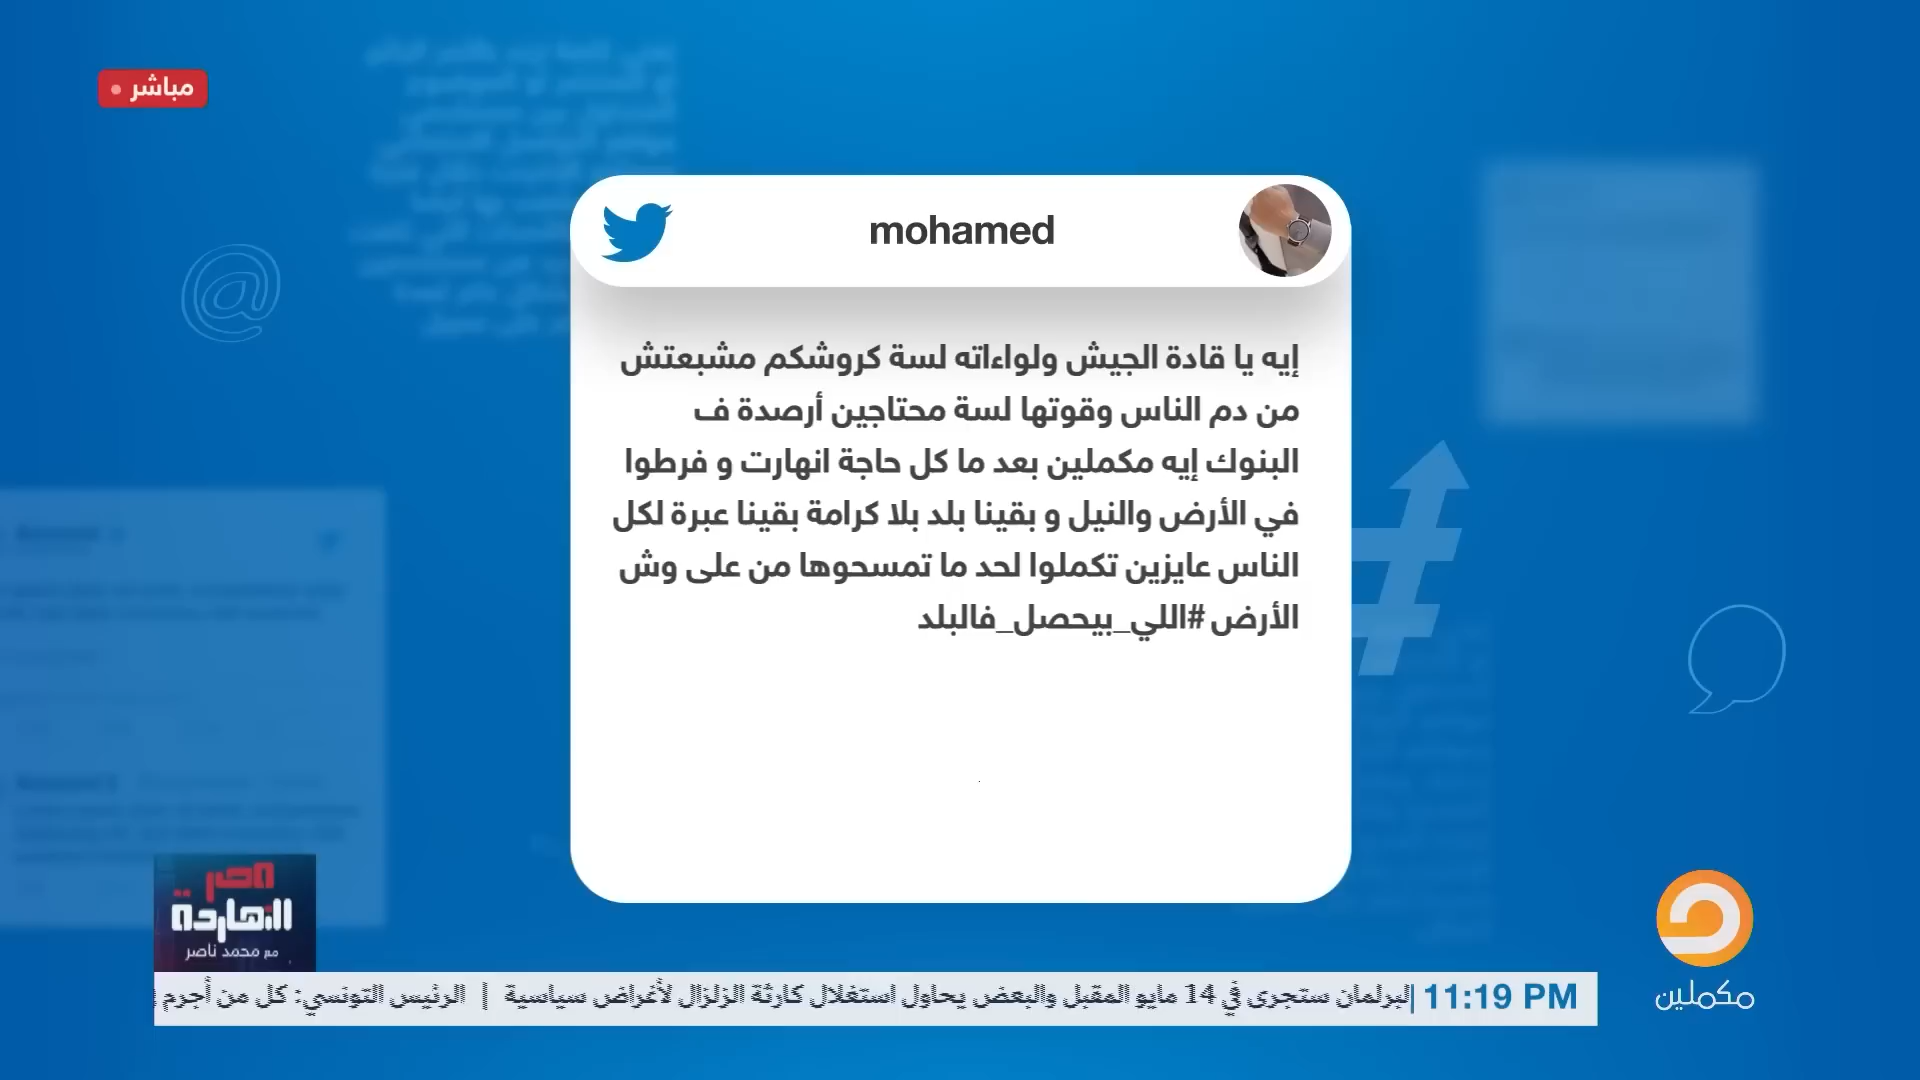 مباشر
mohamed
إيه يا قادة الجيش ولواءاته لسة كروشكم مشبعتش
من دم الناس وقوتها لسة محتاجين أرصدة ف
البنوك إيه مكملين بعد ما كل حاجة انهارت و فرطوا
في الأرض والنيل و بقينا بلد بلا كرامة بقينا عبرة لكل
الناس عايزين تكملوا لحد ما تمسحوها من على وش
الأرض #اللي_بيحصل_فالبلد
مصر
النهاردة
مع محمد ناصر
مكملين
11:19 PM
لبرلمان ستجرى في 14 مايو المقبل والبعض يحاول استغلال كارثة الزلزال لأغراض سياسية | الرئيس التونسي: كل من أجرم